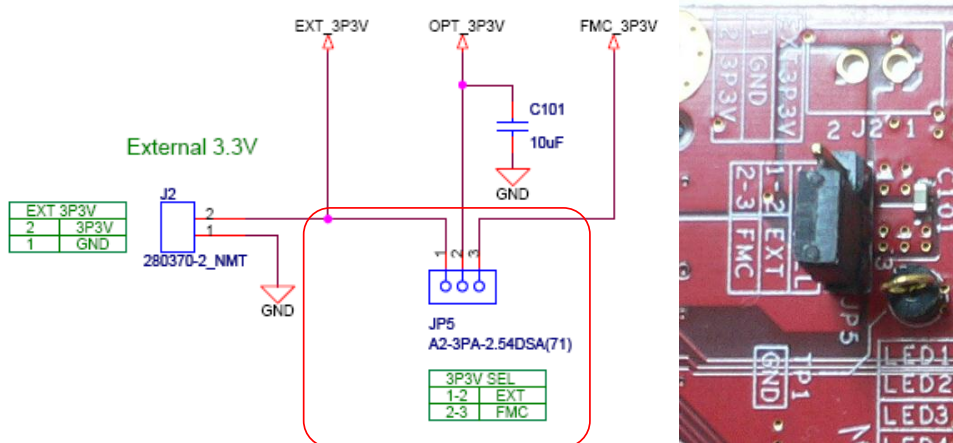 EXT_3P3V
OPT_3P3V
FMC_3P3V
C101
10uF
GND
External 3.3V
J2
2
1
EXT 3P3V
2 3P3V
1 GND
280370-2_NMT
GND
1 2 3
JP5
A2-3PA-2.54DSA(71)
3P3V SEL
1-2 EXT
2-3 FMC
EXT3P3V
1 GND
2 3P3V
2 J2 1
C101
1-2 EXT
2-3 FMC
3
JP5
TP1
GND
LED1
LED2
LED3